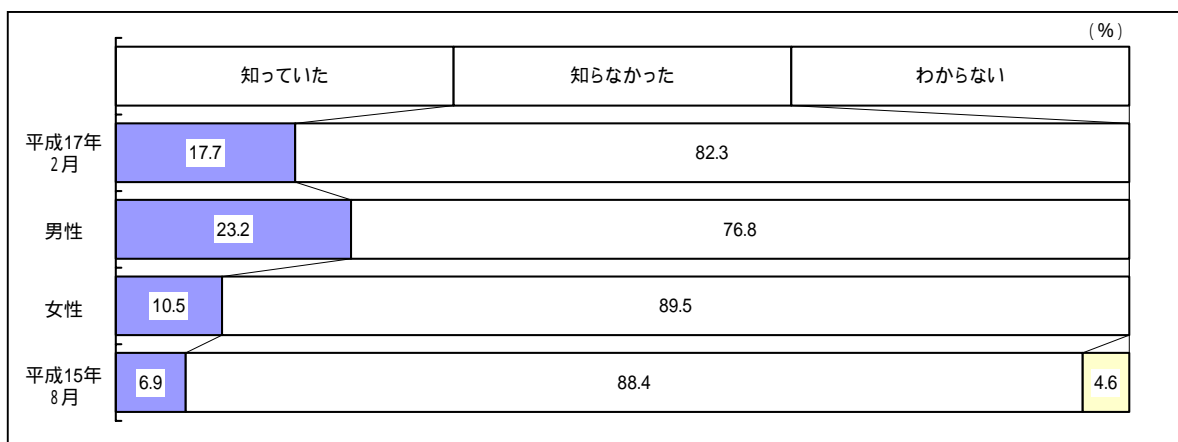 (%)
知っていた 知らなかった わからない
平成17年
2月
17.7 82.3
男性
23.2 76.8
女性
10.5 89.5
平成15年
8月
6.9 88.4 4.6